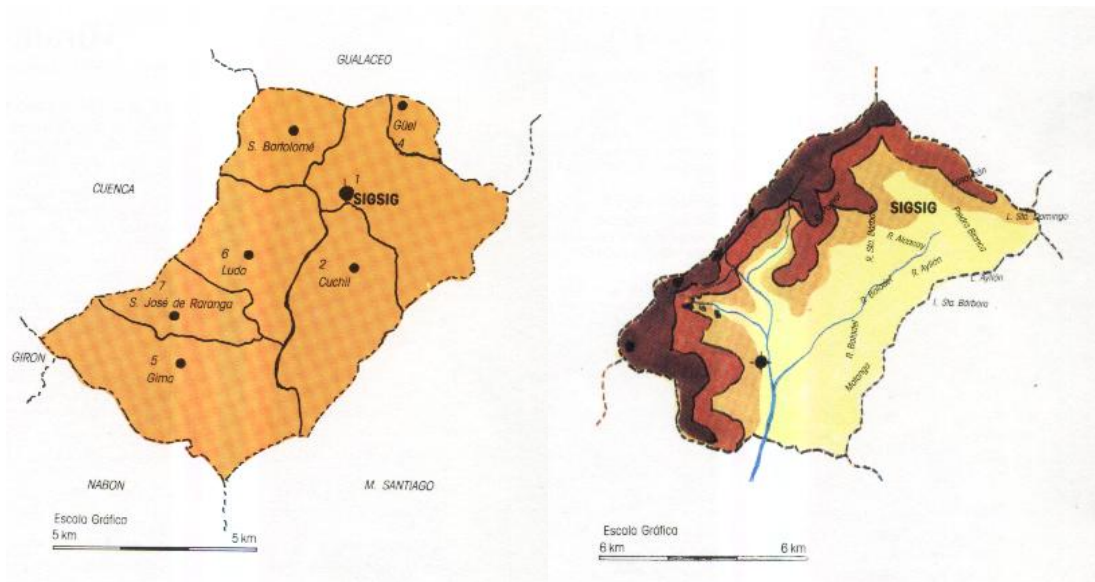 GUALACEO
Güel
4
S. Bartolomé
CUENCA
1
SIGSIG
6
Ludo
2
Cuchil
7
S. José de Raranga
GIRON
5
Gima
NABON
M. SANTIAGO
Escala Gráfica
5 km 5 km
SIGSIG
Piedra Blanca
L. Sto. Domingo
R. Alcacay
R. Ayllón
L. Ayllón
R. Bolador
l. Sta. Bárbara
R. Bolador
Matanga
Escala Gráfica
6 km 6 km